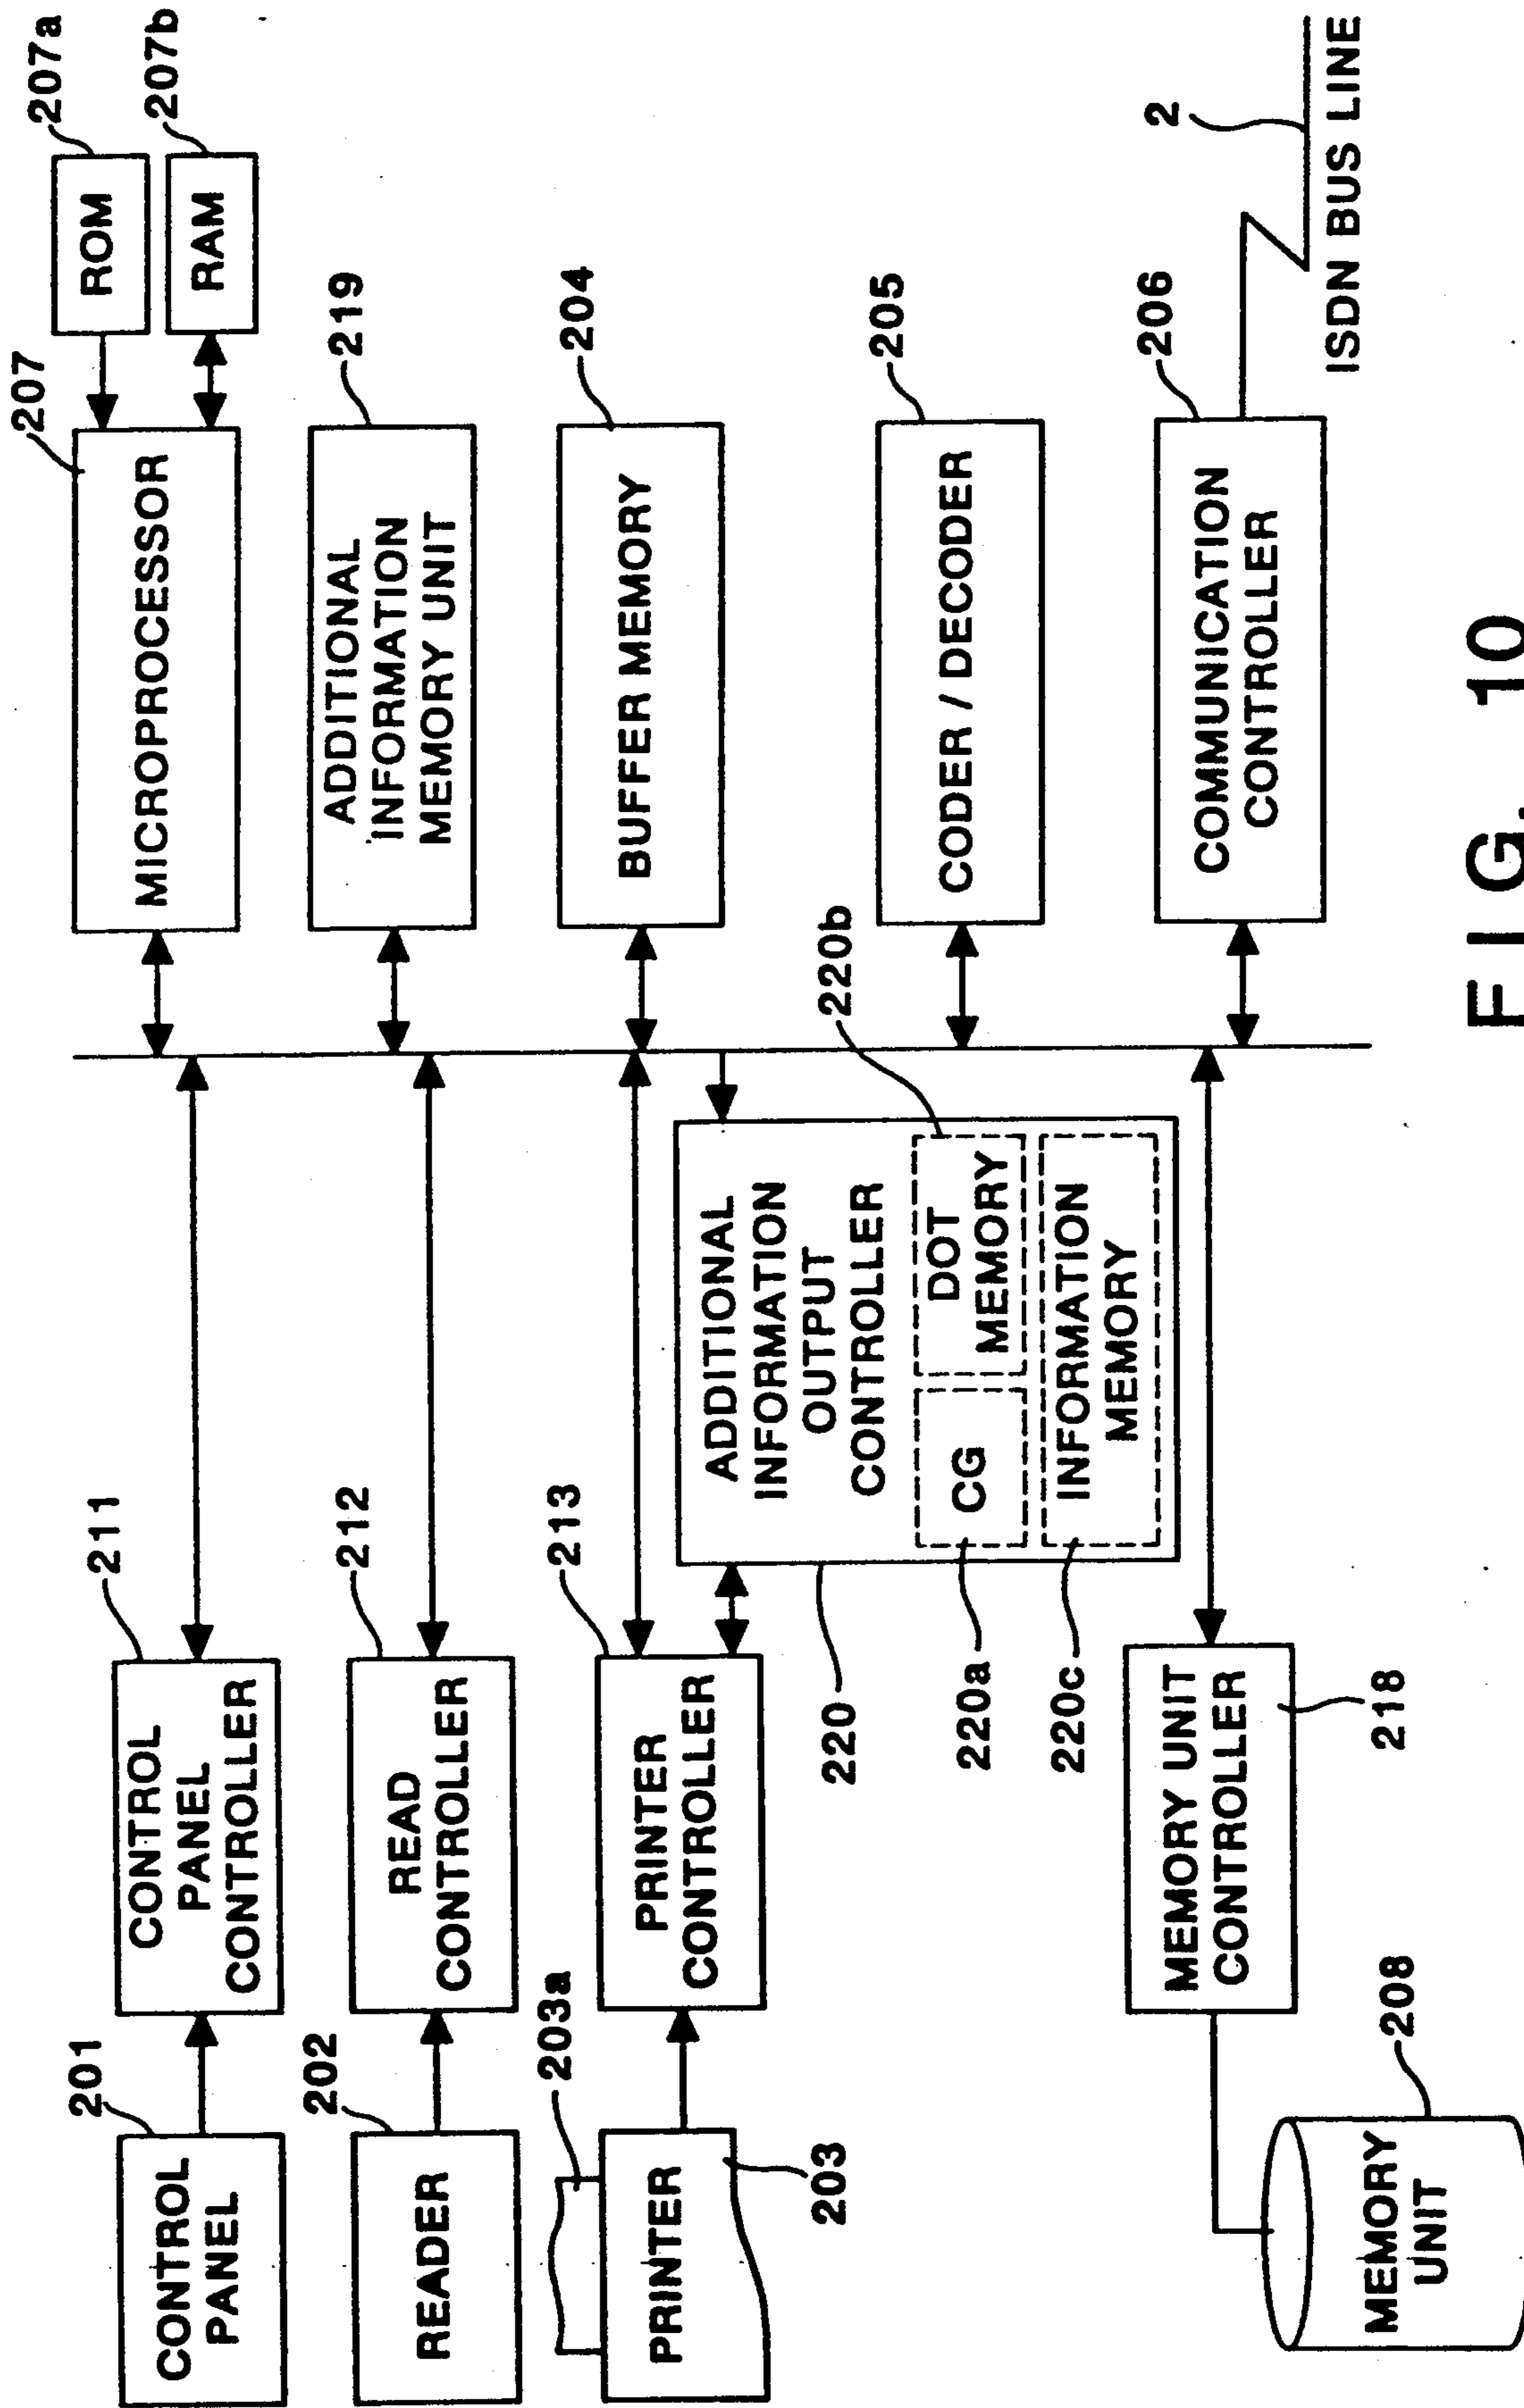 201
CONTROL
PANEL
211
CONTROL
PANEL
CONTROLLER
207
MICROPROCESSOR
207a
ROM
207b
RAM
202
READER
212
READ
CONTROLLER
219
ADDITIONAL
INFORMATION
MEMORY UNIT
203a
PRINTER
203
213
PRINTER
CONTROLLER
204
BUFFER MEMORY
220
ADDITIONAL
INFORMATION
OUTPUT
CONTROLLER
220a
CG
220b
DOT
MEMORY
220c
INFORMATION
MEMORY
205
CODER / DECODER
208
MEMORY
UNIT
MEMORY UNIT
CONTROLLER
218
206
COMMUNICATION
CONTROLLER
2
ISDN BUS LINE
FIG. 10